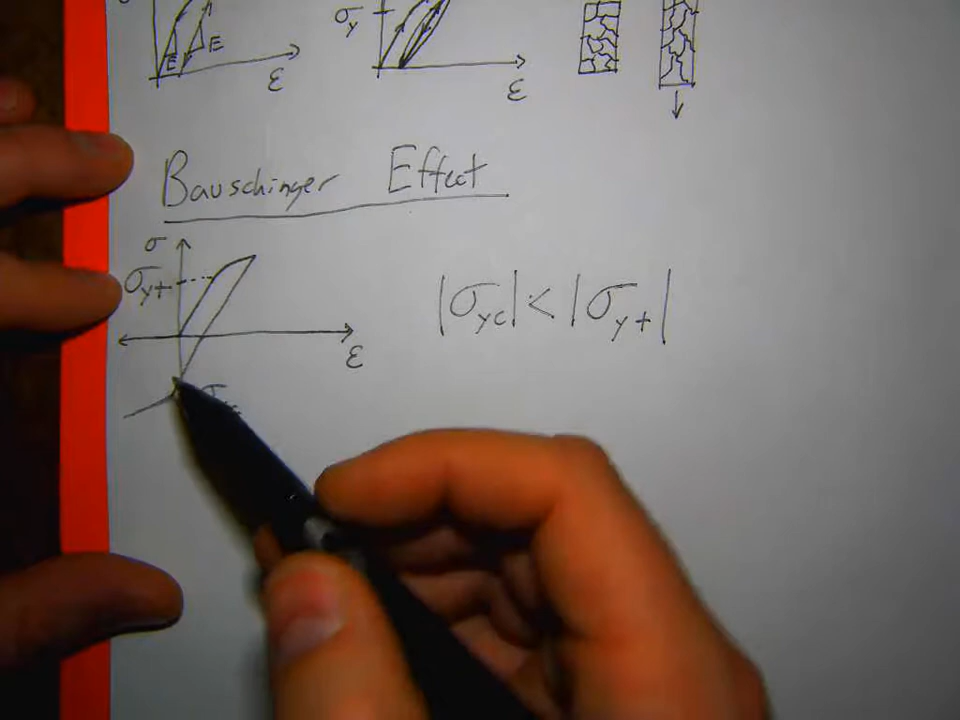 E E ε
σy ε
Bauschinger Effect
σ
σy+
|σyc| < |σy+|
ε